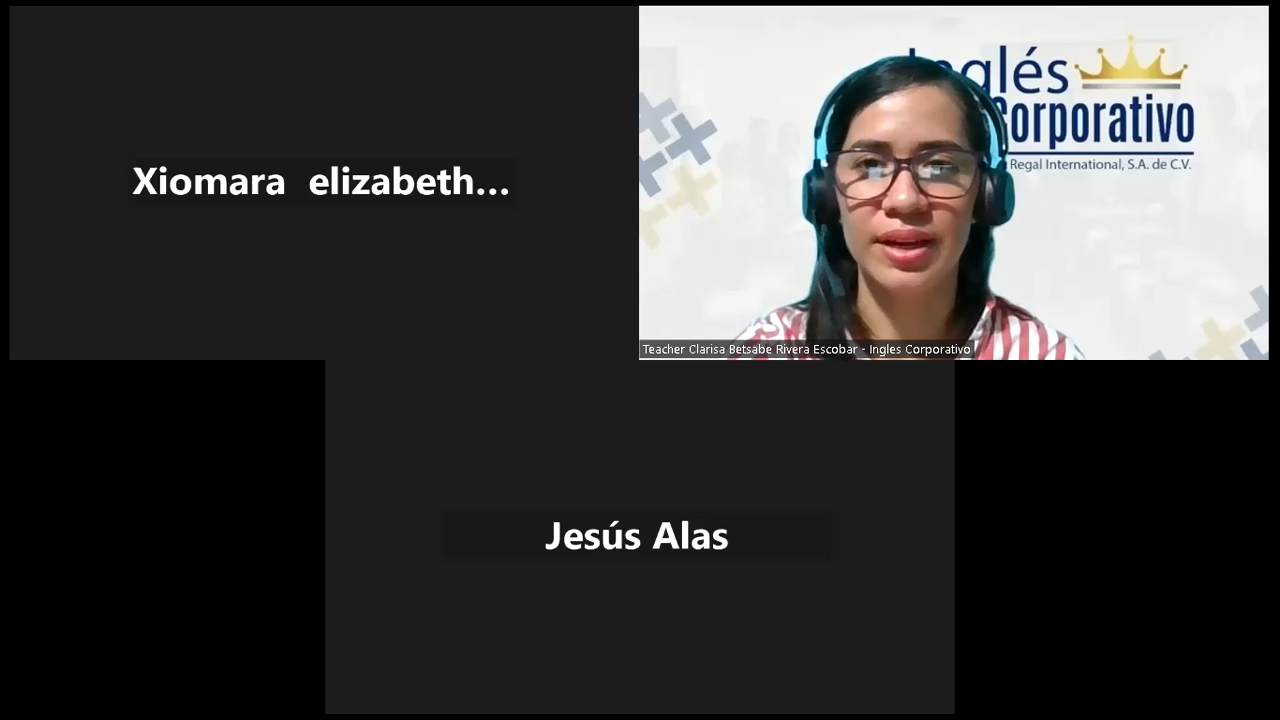 Xiomara elizabeth...
Inglés
Corporativo
Regal International, S.A. de C.V.
Teacher Clarisa Betsabe Rivera Escobar - Ingles Corporativo
Jesús Alas